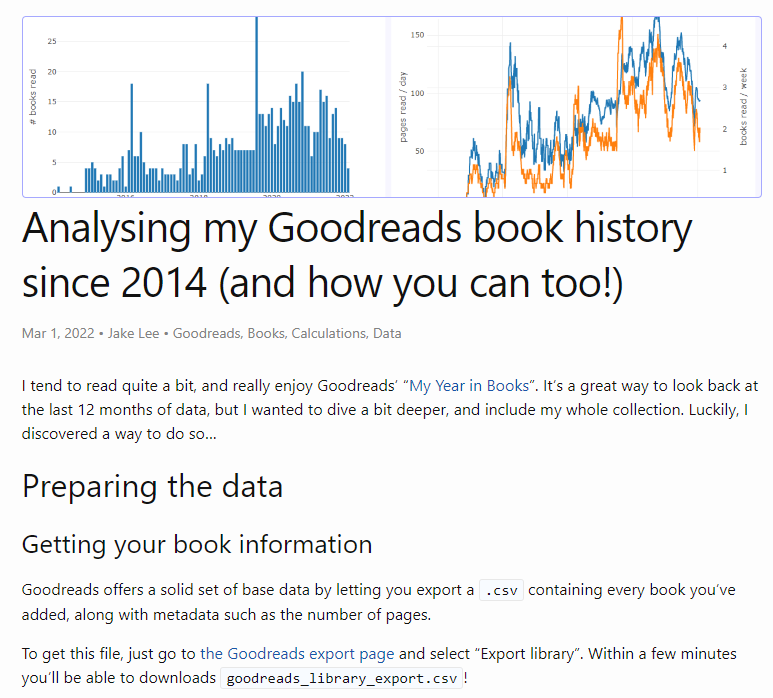 25
20
15
10
5
0
# books read
2016
2018
2020
2022
150
100
50
pages read / day
4
3
2
1
books read / week
Analysing my Goodreads book history
since 2014 (and how you can too!)
Mar 1, 2022 • Jake Lee • Goodreads, Books, Calculations, Data
I tend to read quite a bit, and really enjoy Goodreads’ “My Year in Books”. It’s a great way to look back at
the last 12 months of data, but I wanted to dive a bit deeper, and include my whole collection. Luckily, I
discovered a way to do so…
Preparing the data
Getting your book information
Goodreads offers a solid set of base data by letting you export a .csv containing every book you’ve
added, along with metadata such as the number of pages.
To get this file, just go to the Goodreads export page and select “Export library”. Within a few minutes
you’ll be able to downloads goodreads_library_export.csv!